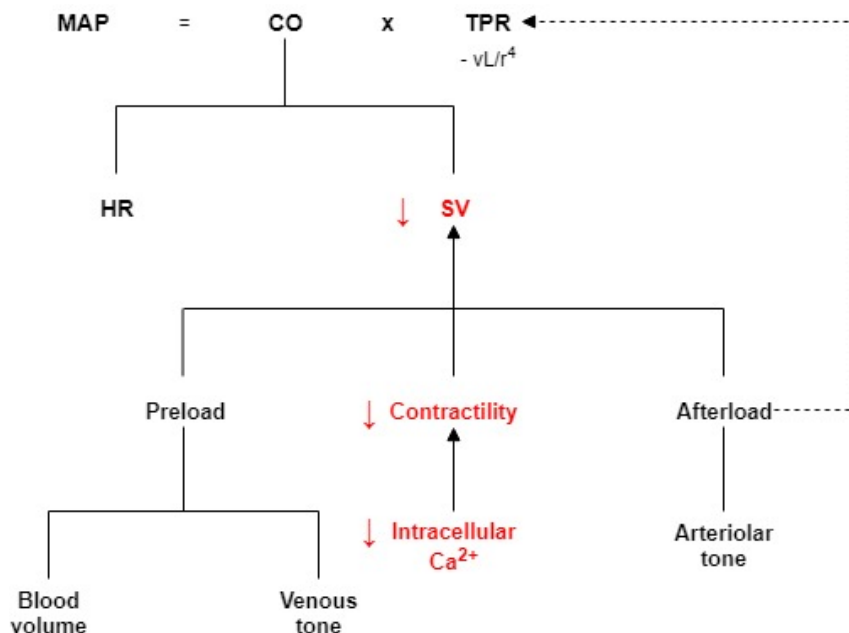 MAP = CO x TPR
- vL/r⁴
HR ↓ SV
Preload ↓ Contractility Afterload
↓ Intracellular
Ca²⁺
Arteriolar
tone
Blood
volume
Venous
tone